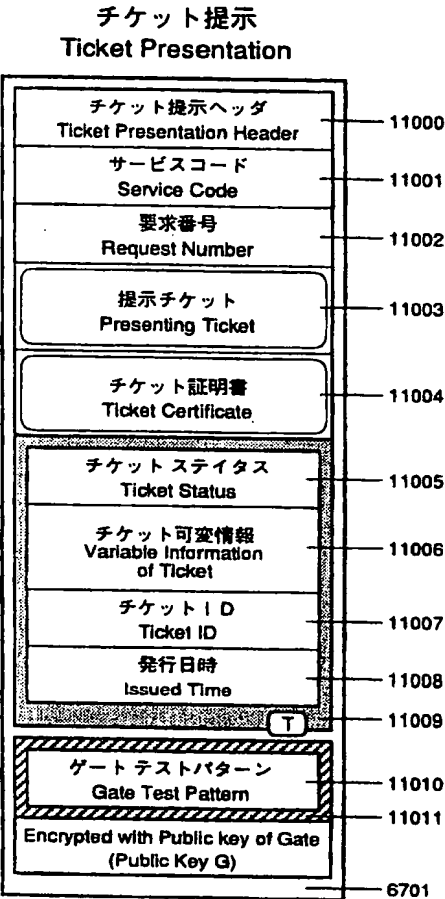 チケット提示
Ticket Presentation
チケット提示ヘッダ
11000
Ticket Presentation Header
サービスコード
11001
Service Code
要求番号
11002
Request Number
提示チケット
11003
Presenting Ticket
チケット証明書
11004
Ticket Certificate
チケット ステイタス
11005
Ticket Status
チケット可変情報
11006
Variable Information
of Ticket
チケットID
11007
Ticket ID
発行日時
11008
Issued Time
T
11009
ゲート テストパターン
11010
Gate Test Pattern
11011
Encrypted with Public key of Gate
(Public Key G)
6701